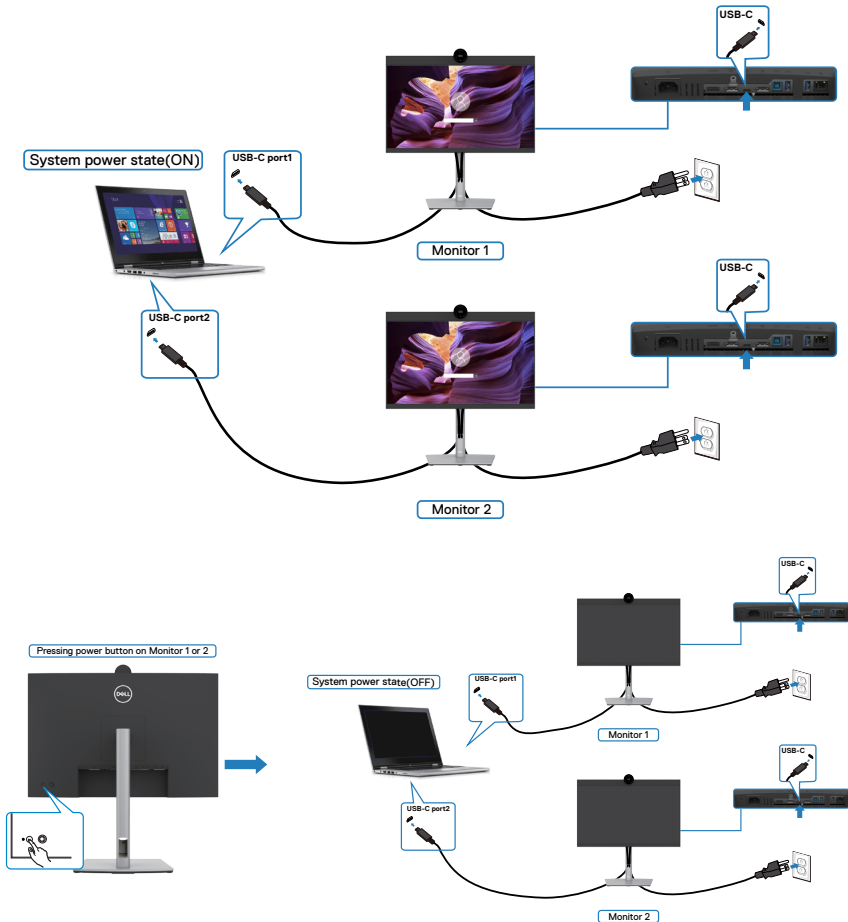 USB-C
System power state(ON)
USB-C port1
Monitor 1
USB-C
USB-C port2
Monitor 2
Pressing power button on Monitor 1 or 2
DELL
USB-C
System power state(OFF)
USB-C port1
Monitor 1
USB-C
USB-C port2
Monitor 2